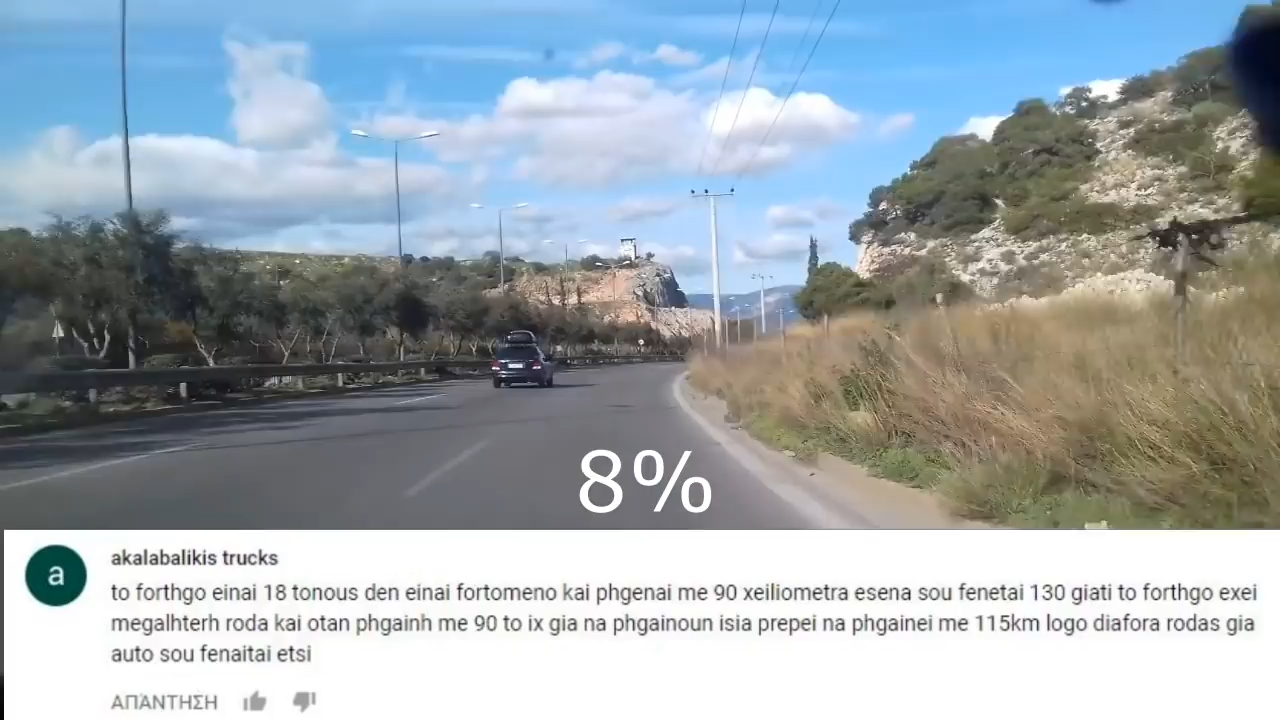 8%
a
akalabalikis trucks
to forthgo einai 18 tonous den einai fortomeno kai phgenai me 90 xeiliometra esena sou fenetai 130 giati to forthgo exei
megalhterh roda kai otan phgainh me 90 to ix gia na phgainoun isia prepei na phgainei me 115km logo diafora rodas gia
auto sou fenaitai etsi
ΑΠΆΝΤΗΣΗ